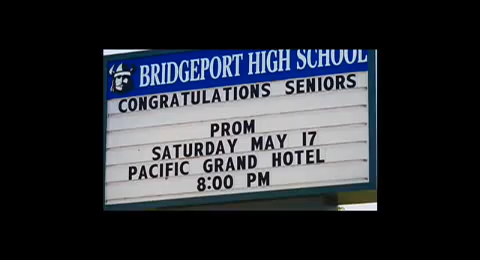 BRIDGEPORT HIGH SCHOOL
CONGRATULATIONS SENIORS
PROM
SATURDAY MAY 17
PACIFIC GRAND HOTEL
8:00 PM